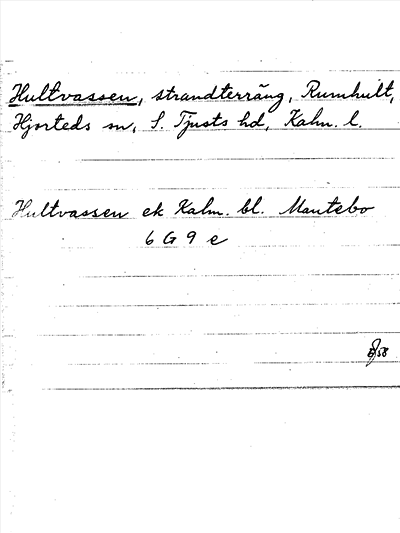 Hultvassen, strandterräng, Rumhult,
Hjorteds sn, S. Tjusts hd, Kalm. l.
Hultvassen ek Kalm. bl. Mantebo
6 G 9 e